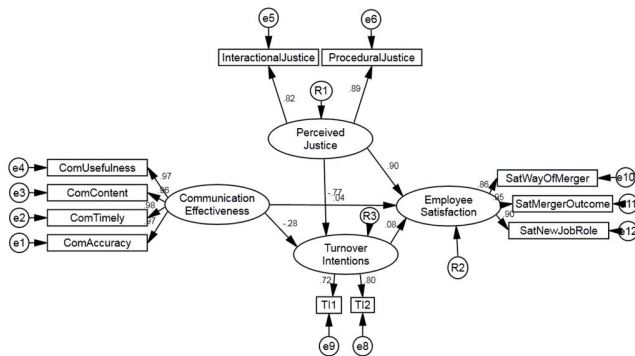 e5
e6
InteractionalJustice
ProceduralJustice
.82
.89
R1
Perceived
Justice
e4
ComUsefulness
.97
e3
ComContent
.96
e2
ComTimely
.98
e1
ComAccuracy
.97
Communication
Effectiveness
-.77
.04
.90
-.28
R3
Turnover
Intentions
.08
Employee
Satisfaction
R2
.86
SatWayOfMerger
e10
.95
SatMergerOutcome
e11
.90
SatNewJobRole
e12
.72
.80
TI1
TI2
e9
e8